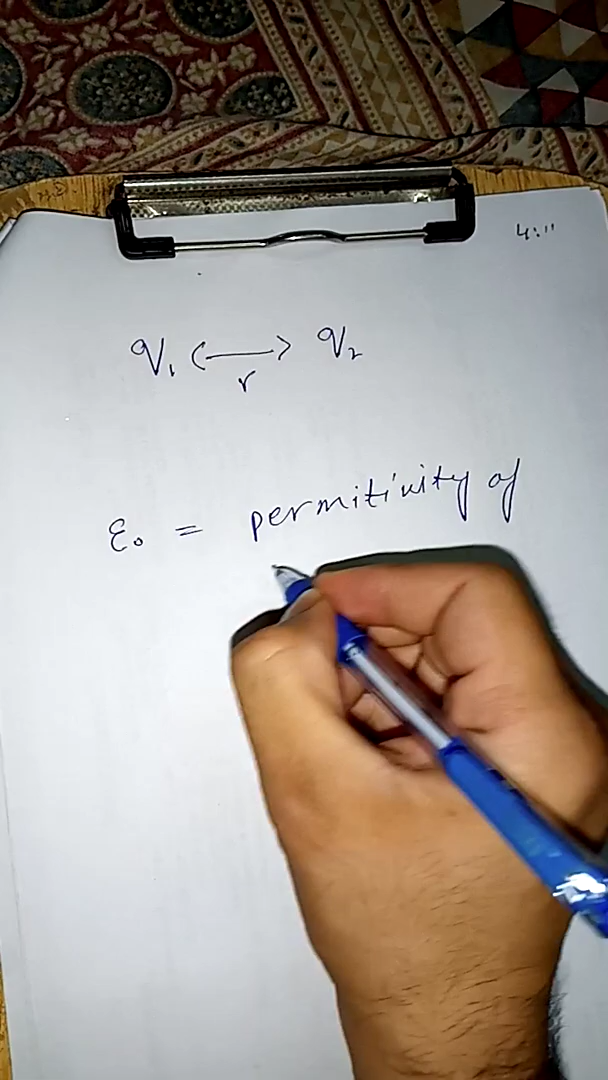 4:11
q₁ <——> q₂
r
ε₀ = permitivity of